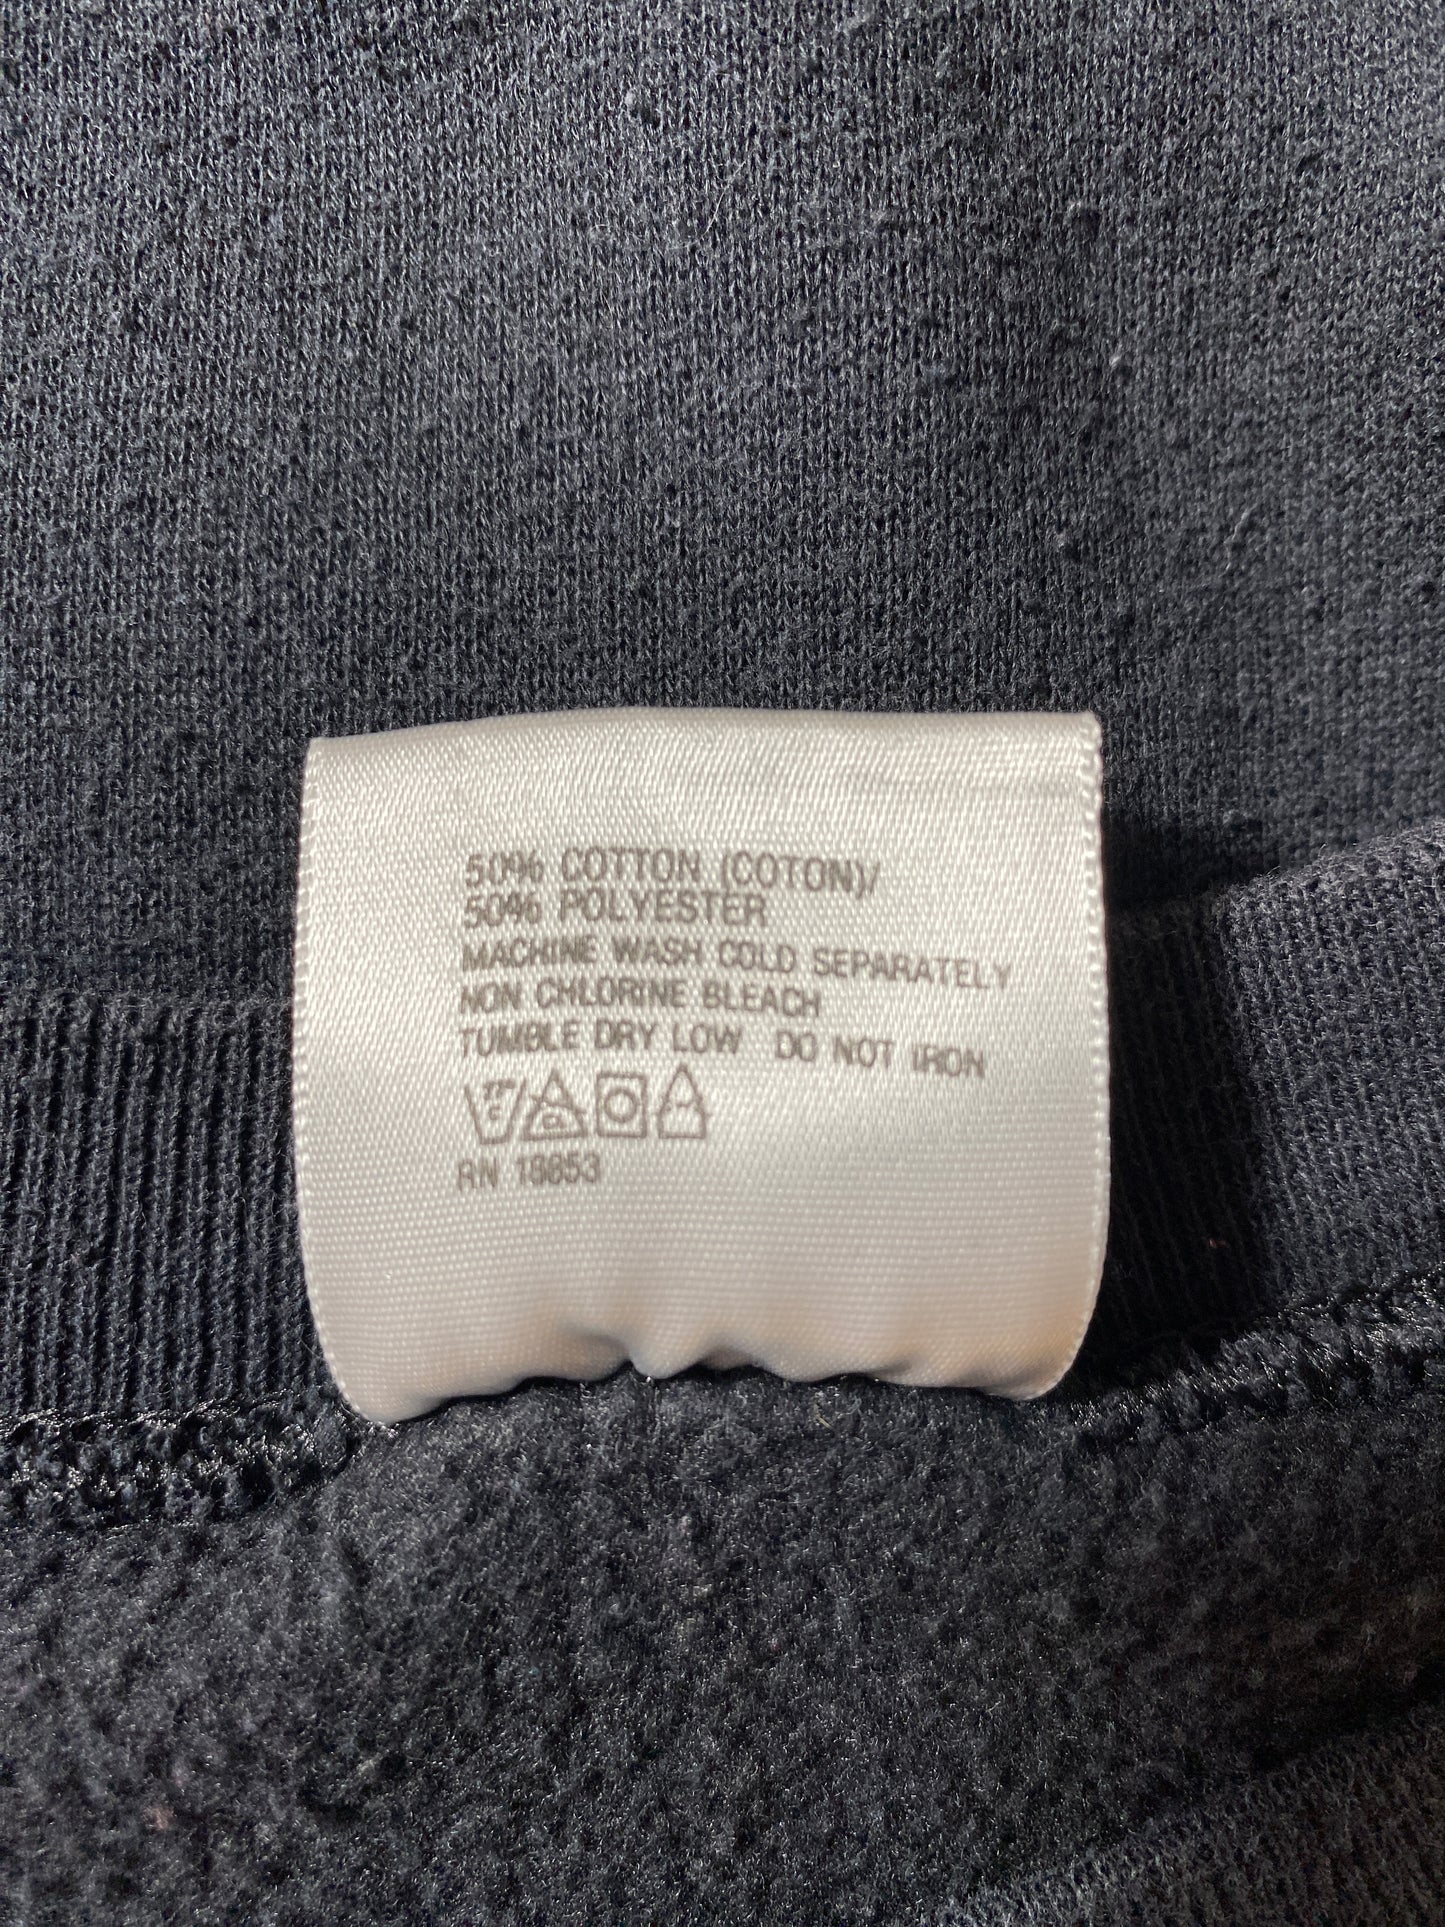 50% COTTON (COTON)/
50% POLYESTER
MACHINE WASH COLD SEPARATELY
NON CHLORINE BLEACH
TUMBLE DRY LOW DO NOT IRON
RN